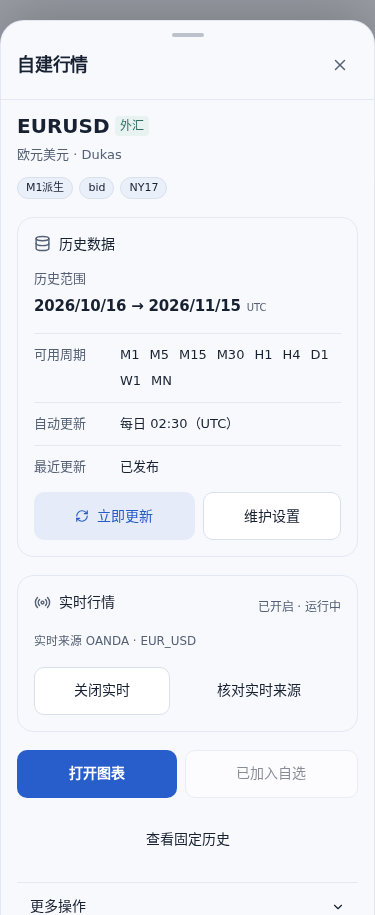 自建行情
EURUSD 外汇
欧元美元 · Dukas
M1派生 bid NY17
历史数据
历史范围
2026/10/16 → 2026/11/15 UTC
可用周期 M1 M5 M15 M30 H1 H4 D1
W1 MN
自动更新 每日 02:30（UTC）
最近更新 已发布
立即更新 维护设置
实时行情 已开启 · 运行中
实时来源 OANDA · EUR_USD
关闭实时 核对实时来源
打开图表 已加入自选
查看固定历史
更多操作